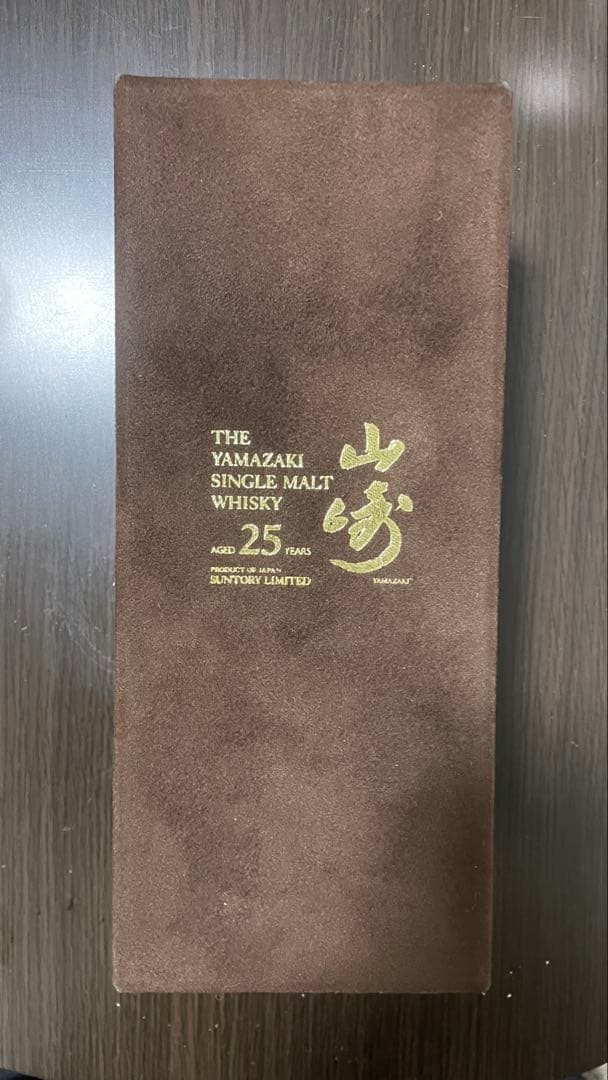 THE
YAMAZAKI
SINGLE MALT
WHISKY
AGED 25 YEARS
PRODUCT OF JAPAN
SUNTORY LIMITED
山崎
YAMAZAKI